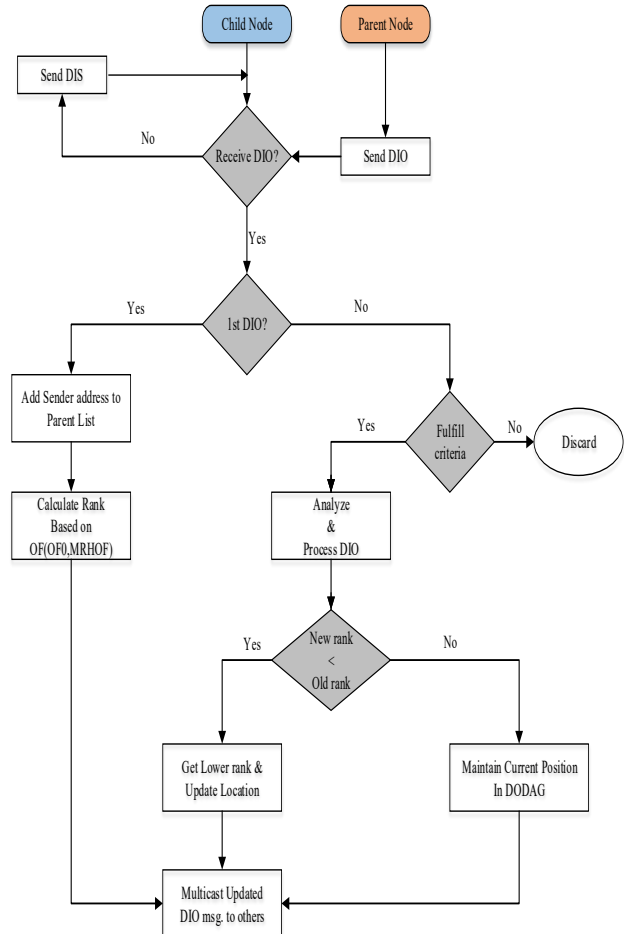 Child Node
Parent Node
Send DIS
No
Receive DIO?
Send DIO
Yes
Yes
1st DIO?
No
Add Sender address to
Parent List
Yes
Fulfill
criteria
No
Discard
Calculate Rank
Based on
OF(OF0,MRHOF)
Analyze
&
Process DIO
Yes
New rank
<
Old rank
No
Get Lower rank &
Update Location
Maintain Current Position
In DODAG
Multicast Updated
DIO msg. to others